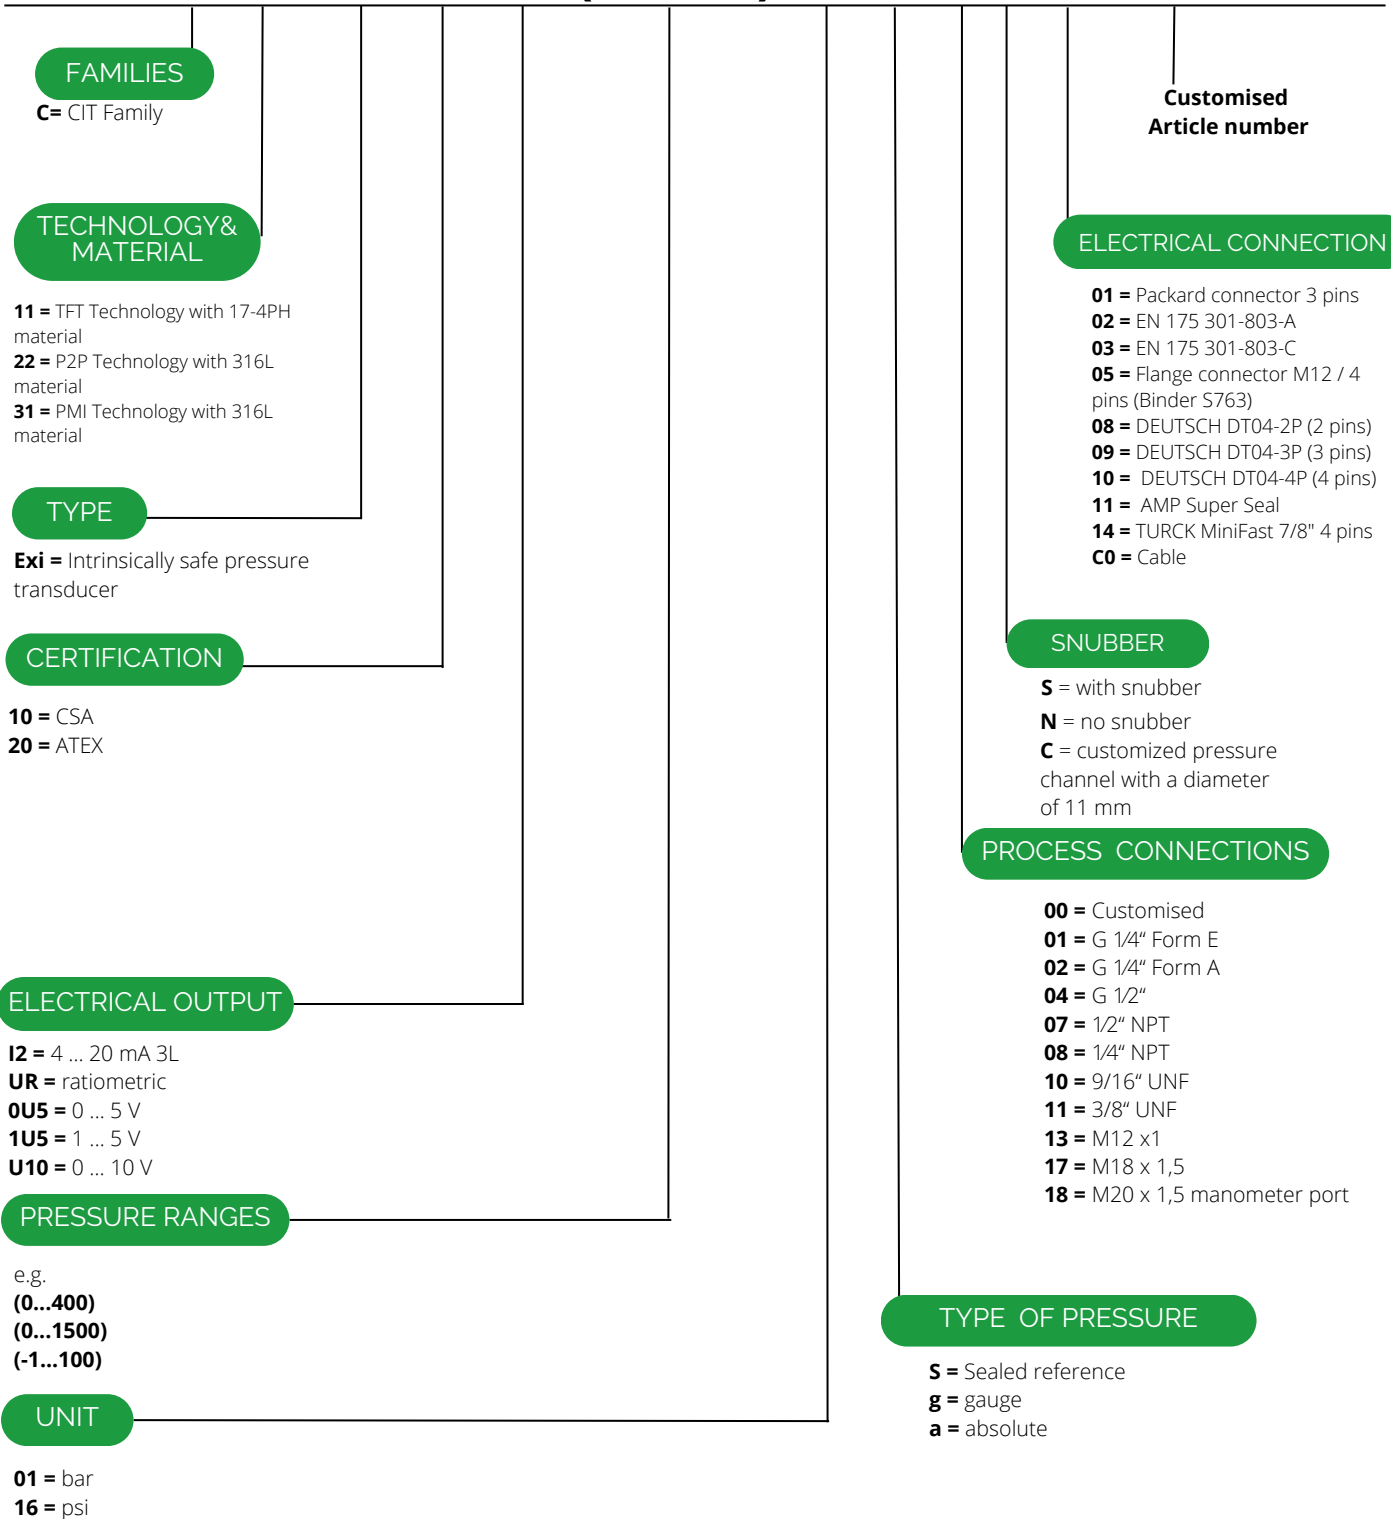 FAMILIES
C= CIT Family
TECHNOLOGY&
MATERIAL
11 = TFT Technology with 17-4PH
material
22 = P2P Technology with 316L
material
31 = PMI Technology with 316L
material
TYPE
Exi = Intrinsically safe pressure
transducer
CERTIFICATION
10 = CSA
20 = ATEX
ELECTRICAL OUTPUT
I2 = 4 ... 20 mA 3L
UR = ratiometric
0U5 = 0 ... 5 V
1U5 = 1 ... 5 V
U10 = 0 ... 10 V
PRESSURE RANGES
e.g.
(0...400)
(0...1500)
(-1...100)
UNIT
01 = bar
16 = psi
Customised
Article number
ELECTRICAL CONNECTION
01 = Packard connector 3 pins
02 = EN 175 301-803-A
03 = EN 175 301-803-C
05 = Flange connector M12 / 4
pins (Binder S763)
08 = DEUTSCH DT04-2P (2 pins)
09 = DEUTSCH DT04-3P (3 pins)
10 = DEUTSCH DT04-4P (4 pins)
11 = AMP Super Seal
14 = TURCK MiniFast 7/8" 4 pins
C0 = Cable
SNUBBER
S = with snubber
N = no snubber
C = customized pressure
channel with a diameter
of 11 mm
PROCESS CONNECTIONS
00 = Customised
01 = G 1⁄4“ Form E
02 = G 1⁄4“ Form A
04 = G 1⁄2“
07 = 1⁄2“ NPT
08 = 1⁄4“ NPT
10 = 9/16“ UNF
11 = 3/8“ UNF
13 = M12 x1
17 = M18 x 1,5
18 = M20 x 1,5 manometer port
TYPE OF PRESSURE
S = Sealed reference
g = gauge
a = absolute